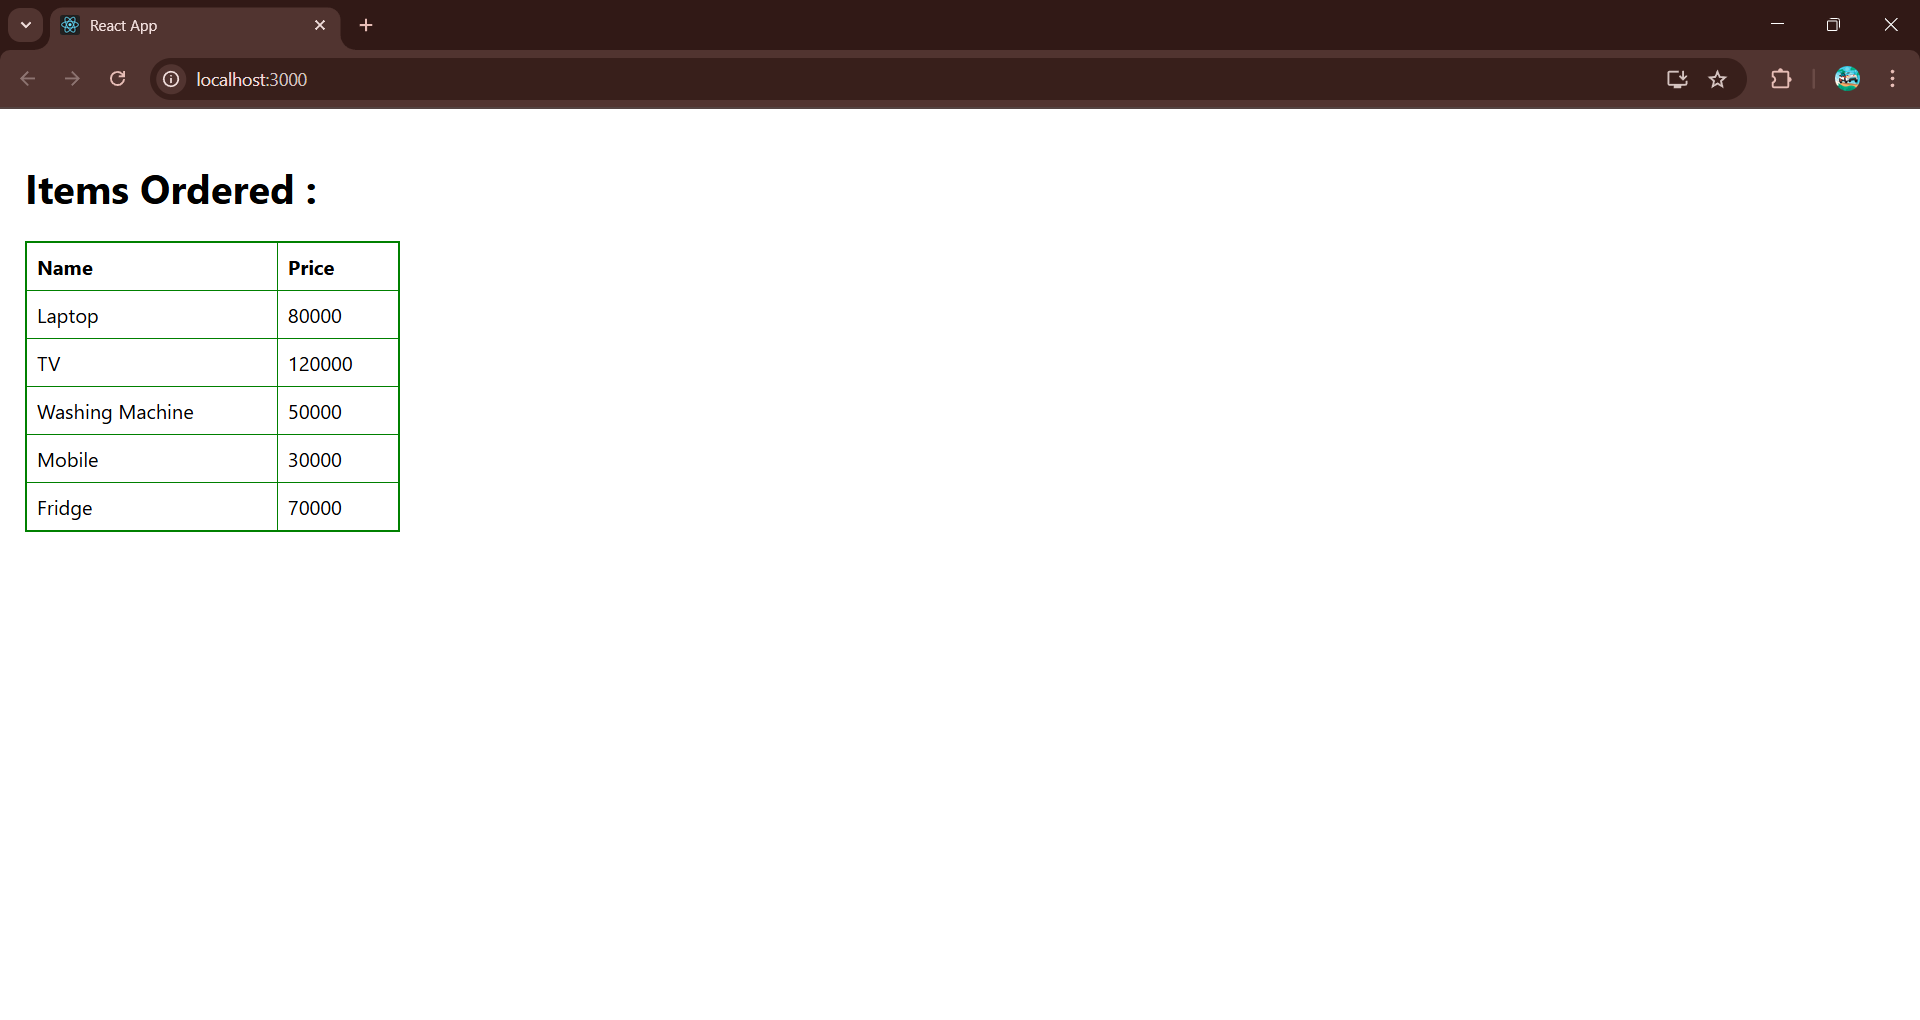 React App
localhost:3000
Items Ordered :
Name Price
Laptop 80000
TV 120000
Washing Machine 50000
Mobile 30000
Fridge 70000